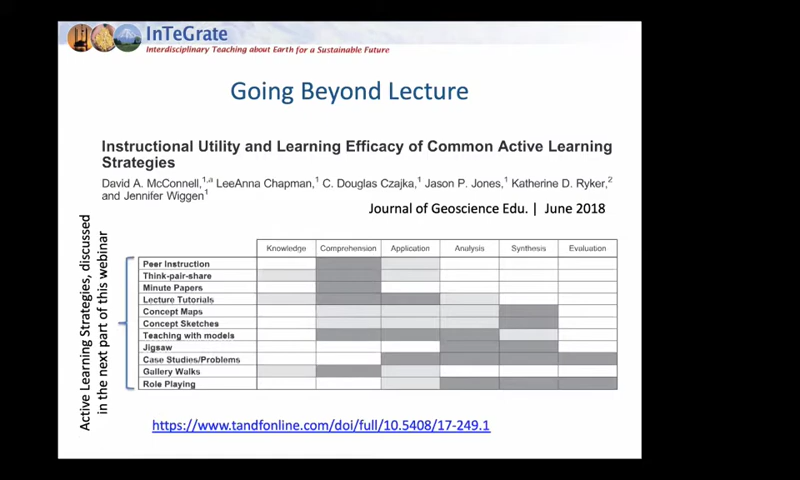 InTeGrate
Interdisciplinary Teaching about Earth for a Sustainable Future
Going Beyond Lecture
Instructional Utility and Learning Efficacy of Common Active Learning
Strategies
David A. McConnell,1,a LeeAnna Chapman,1 C. Douglas Czajka,1 Jason P. Jones,1 Katherine D. Ryker,2
and Jennifer Wiggen1
Journal of Geoscience Edu. | June 2018
Active Learning Strategies, discussed
in the next part of this webinar
Knowledge Comprehension Application Analysis Synthesis Evaluation
Peer Instruction
Think-pair-share
Minute Papers
Lecture Tutorials
Concept Maps
Concept Sketches
Teaching with models
Jigsaw
Case Studies/Problems
Gallery Walks
Role Playing
https://www.tandfonline.com/doi/full/10.5408/17-249.1